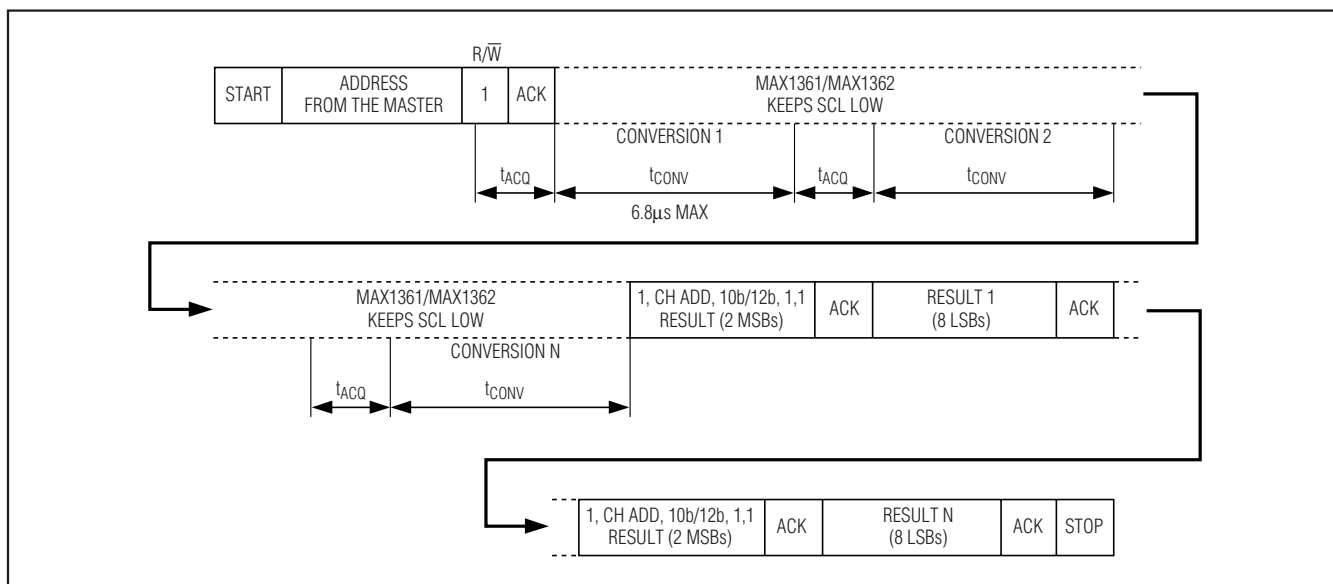 R/W̅
START
ADDRESS
FROM THE MASTER
1
ACK
MAX1361/MAX1362
KEEPS SCL LOW
CONVERSION 1
CONVERSION 2
tACQ
tCONV
tACQ
tCONV
6.8μs MAX
MAX1361/MAX1362
KEEPS SCL LOW
1, CH ADD, 10b/12b, 1,1
RESULT (2 MSBs)
ACK
RESULT 1
(8 LSBs)
ACK
CONVERSION N
tACQ
tCONV
1, CH ADD, 10b/12b, 1,1
RESULT (2 MSBs)
ACK
RESULT N
(8 LSBs)
ACK
STOP